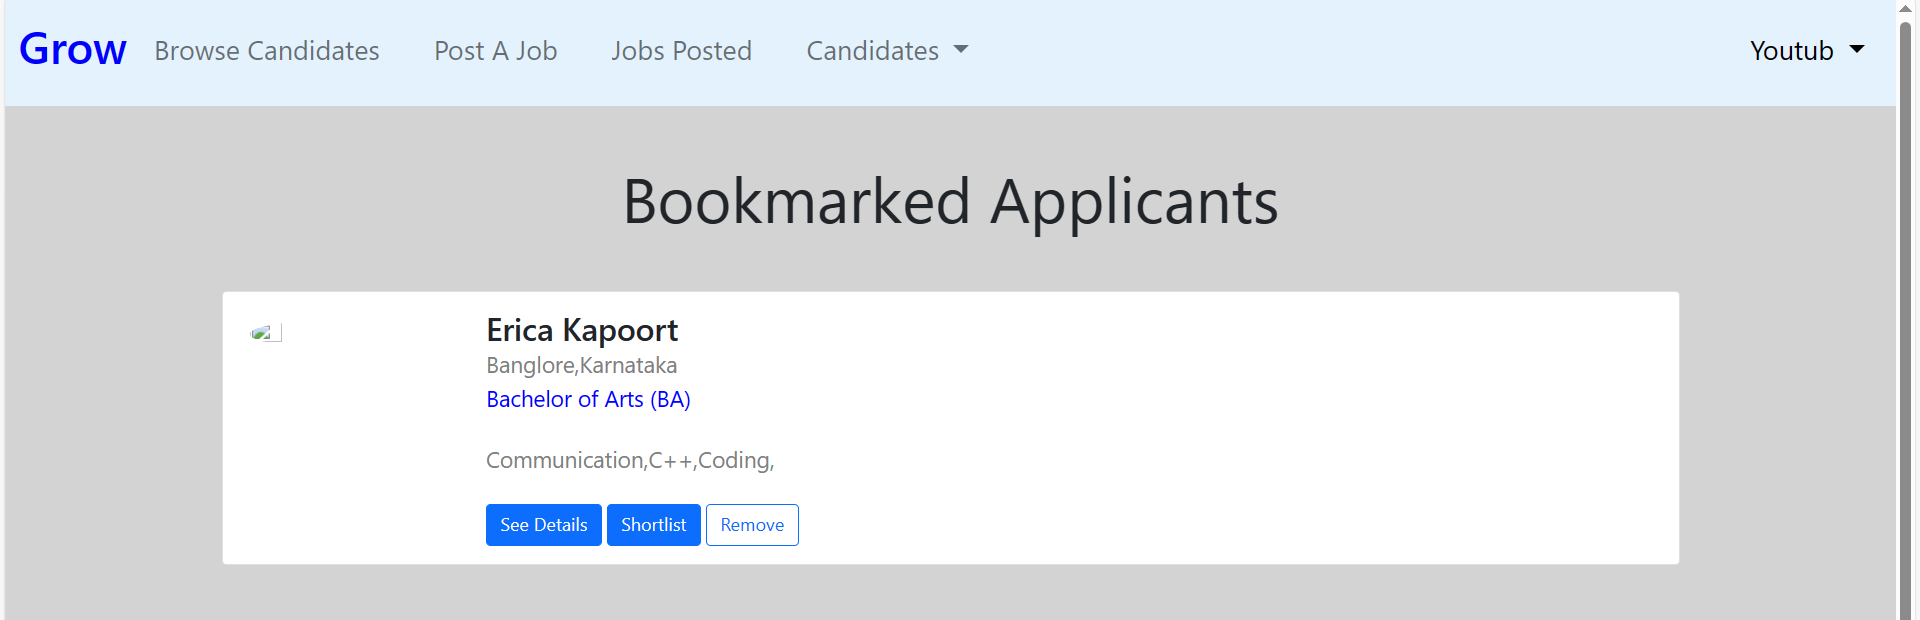 Grow Browse Candidates Post A Job Jobs Posted Candidates Youtub
Bookmarked Applicants
Erica Kapoort
Banglore,Karnataka
Bachelor of Arts (BA)
Communication,C++,Coding,
See Details Shortlist Remove